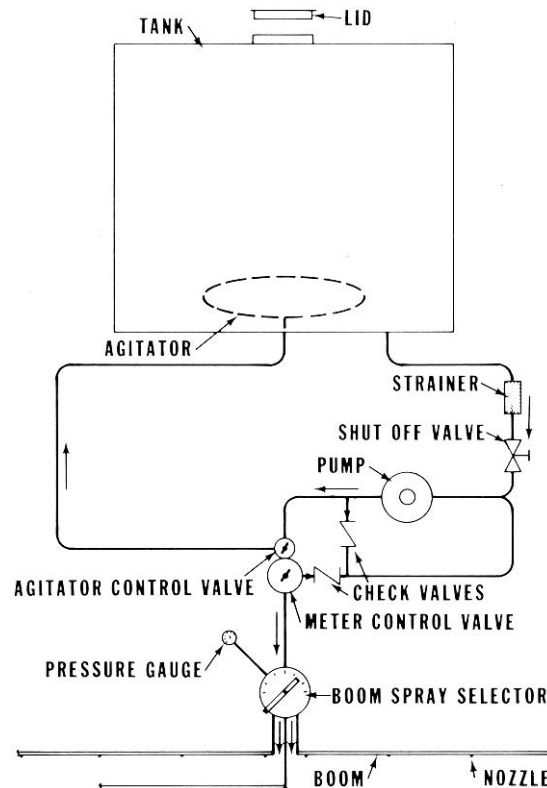 LID
TANK
AGITATOR
STRAINER
SHUT OFF VALVE
PUMP
AGITATOR CONTROL VALVE
CHECK VALVES
METER CONTROL VALVE
PRESSURE GAUGE
BOOM SPRAY SELECTOR
BOOM
NOZZLE